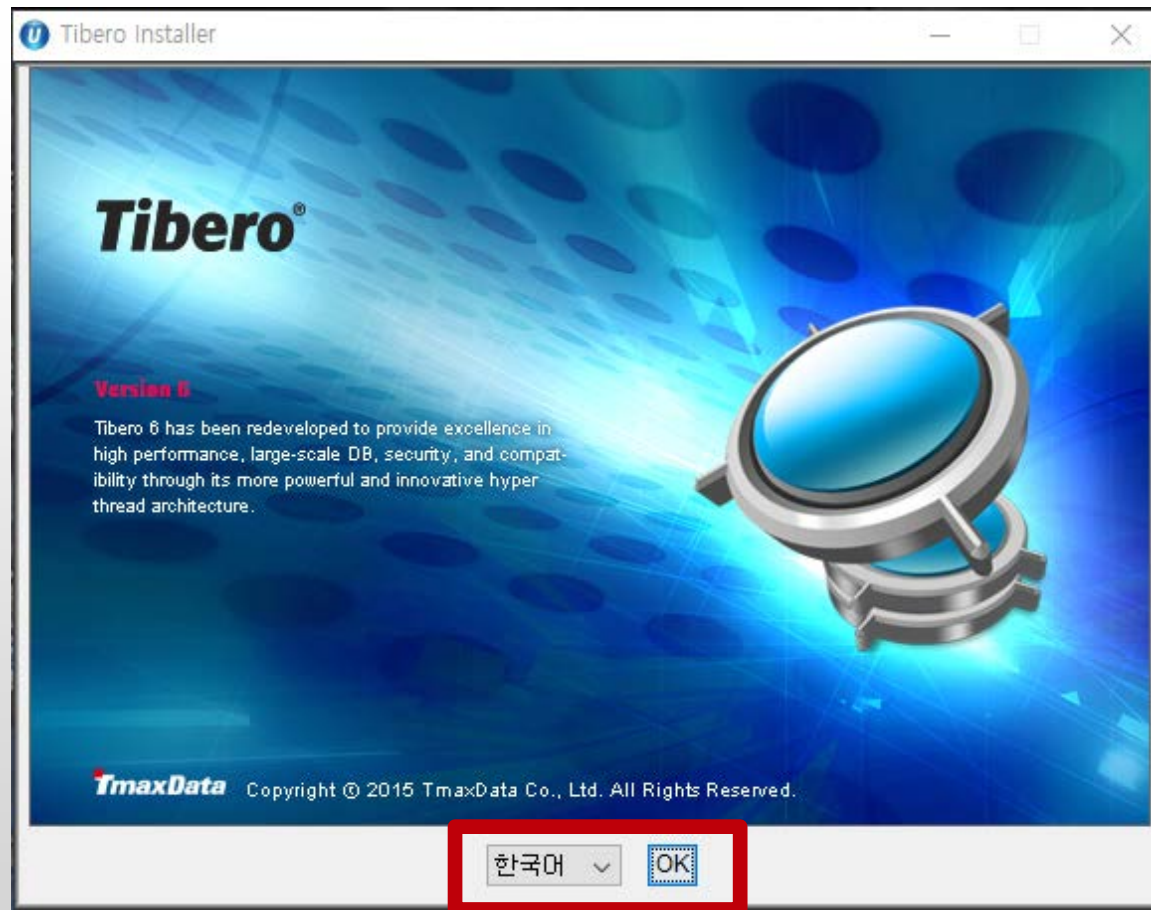 Tibero Installer
Tibero®
Version 6
Tibero 6 has been redeveloped to provide excellence in
high performance, large-scale DB, security, and compat-
ibility through its more powerful and innovative hyper
thread architecture.
TmaxData Copyright © 2015 TmaxData Co., Ltd. All Rights Reserved.
한국어 OK